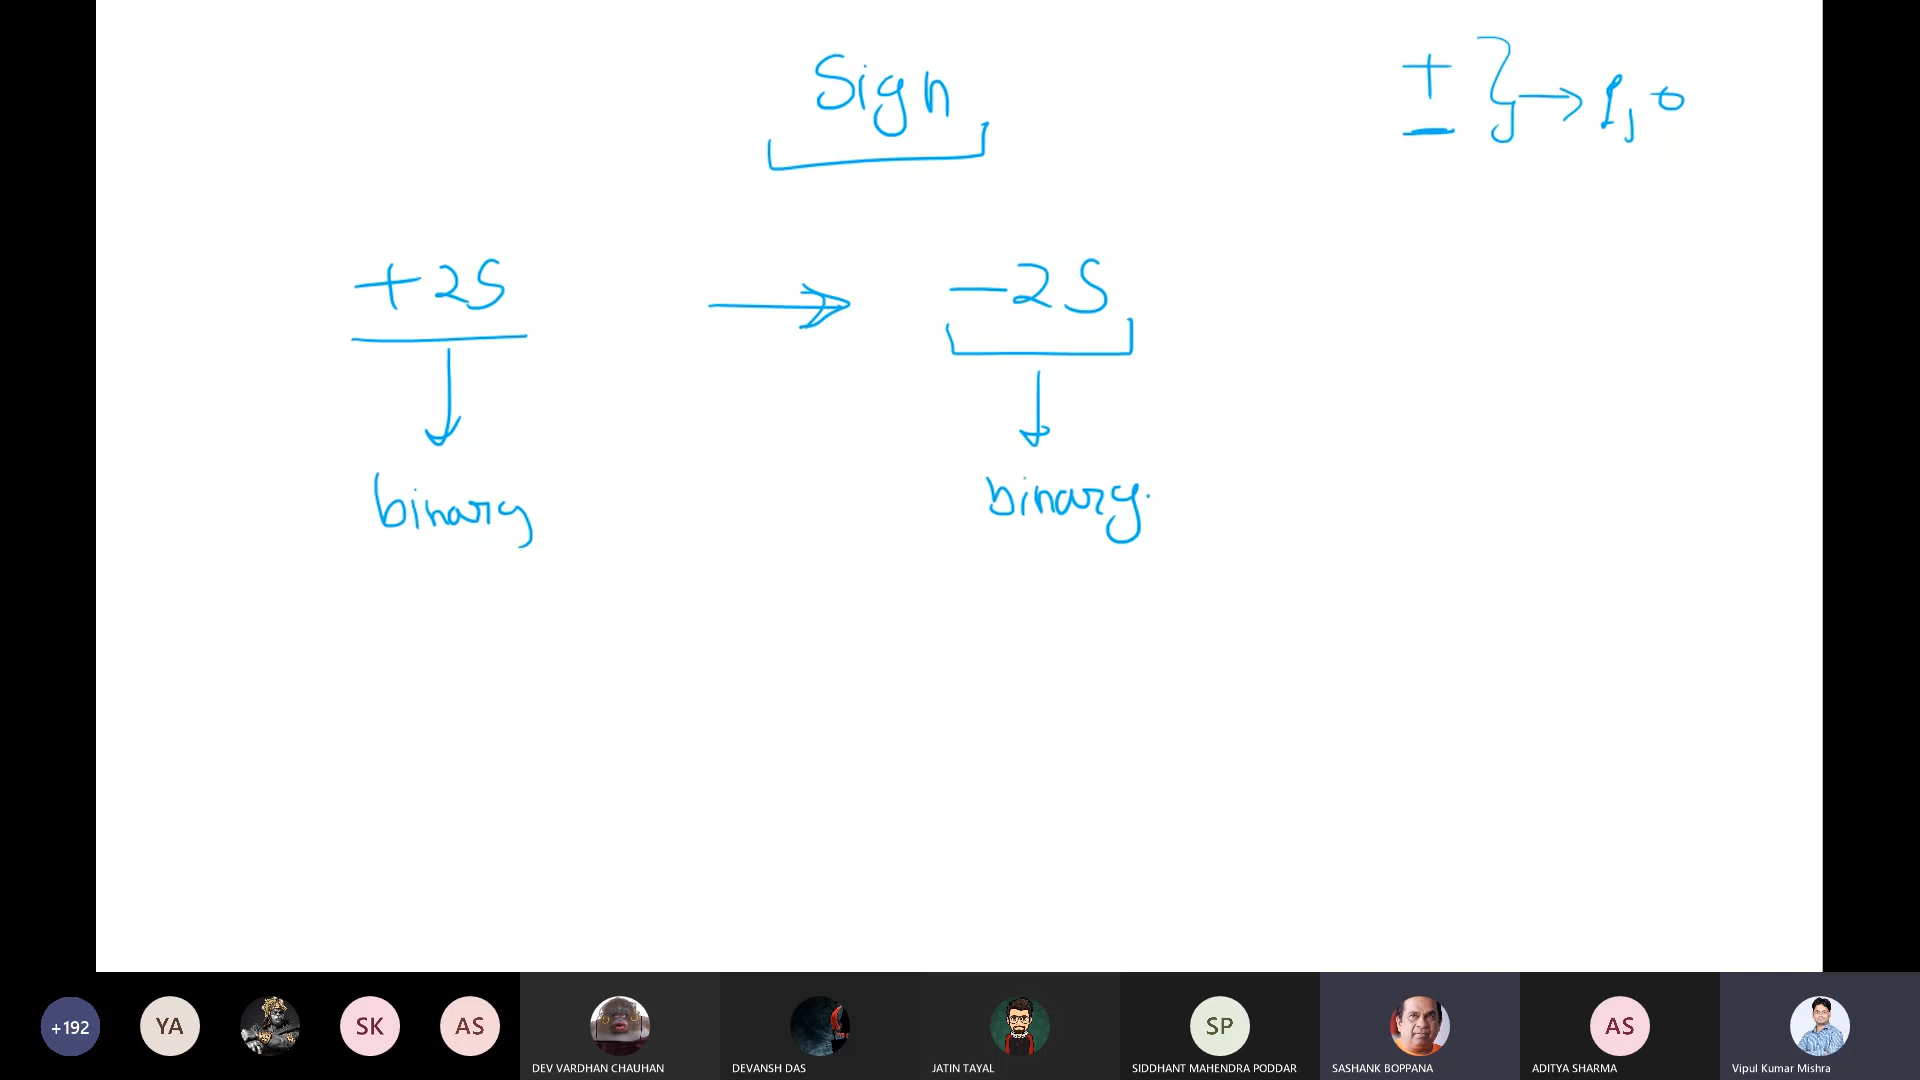 Sign
+ } → 1, 0
−
+25 → −25
↓ ↓
binary binary.
+192 YA SK AS SP AS
DEV VARDHAN CHAUHAN DEVANSH DAS JATIN TAYAL SIDDHANT MAHENDRA PODDAR SASHANK BOPPANA ADITYA SHARMA Vipul Kumar Mishra